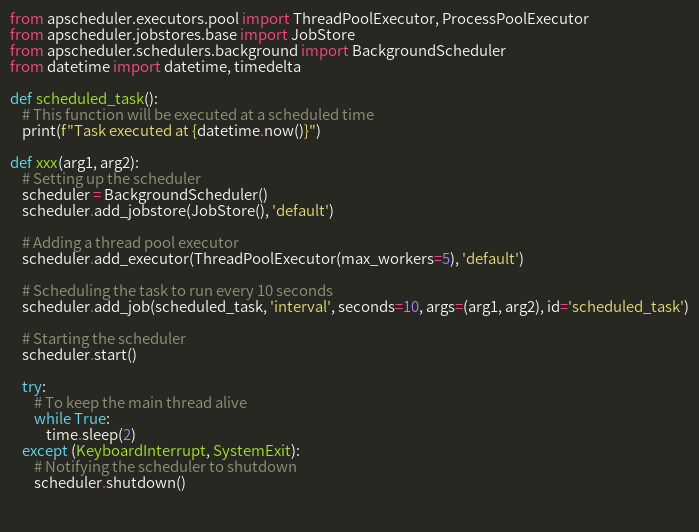 from apscheduler.executors.pool import ThreadPoolExecutor, ProcessPoolExecutor
from apscheduler.jobstores.base import JobStore
from apscheduler.schedulers.background import BackgroundScheduler
from datetime import datetime, timedelta

def scheduled_task():
    # This function will be executed at a scheduled time
    print(f"Task executed at {datetime.now()}")

def xxx(arg1, arg2):
    # Setting up the scheduler
    scheduler = BackgroundScheduler()
    scheduler.add_jobstore(JobStore(), 'default')

    # Adding a thread pool executor
    scheduler.add_executor(ThreadPoolExecutor(max_workers=5), 'default')

    # Scheduling the task to run every 10 seconds
    scheduler.add_job(scheduled_task, 'interval', seconds=10, args=(arg1, arg2), id='scheduled_task')

    # Starting the scheduler
    scheduler.start()

    try:
        # To keep the main thread alive
        while True:
            time.sleep(2)
    except (KeyboardInterrupt, SystemExit):
        # Notifying the scheduler to shutdown
        scheduler.shutdown()